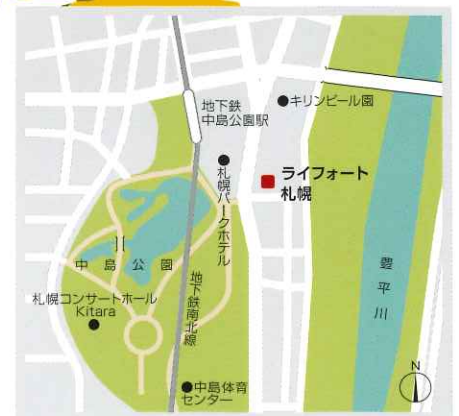 地下鉄
中島公園駅
●キリンビール園
●札幌パークホテル
ライフォート
札幌
中島公園
地下鉄南北線
豊平川
札幌コンサートホール
Kitara
●中島体育
センター
N